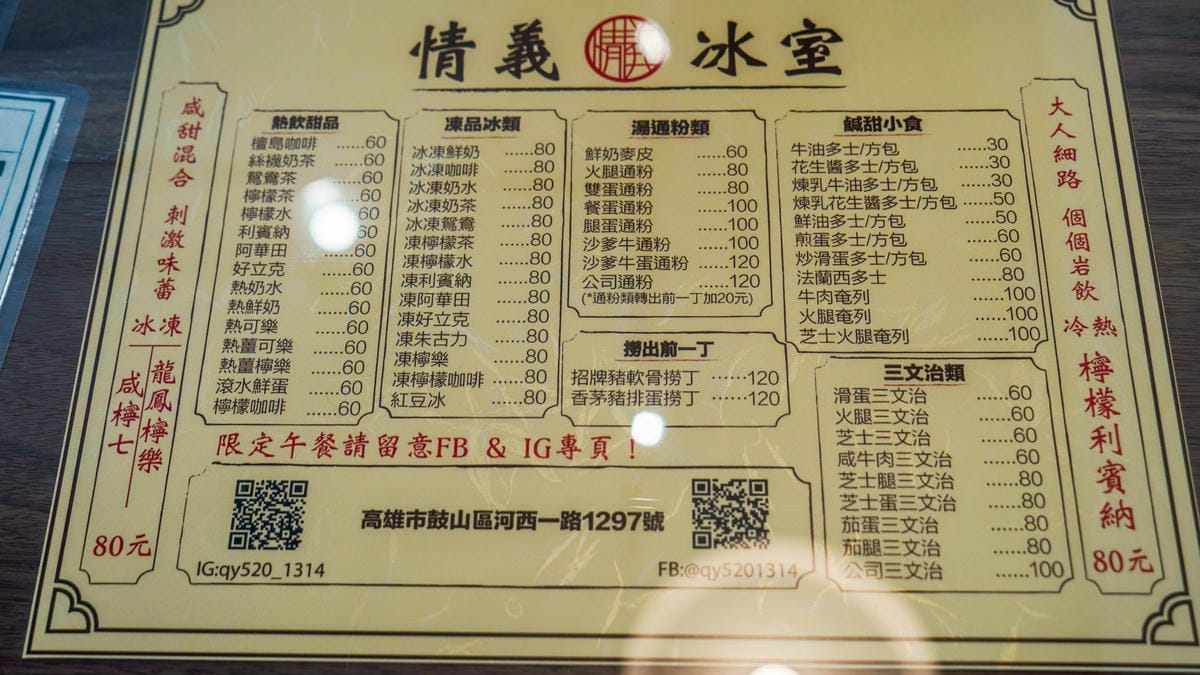 情義 情義 冰室
咸甜混合 刺激味蕾
冰凍
龍鳳檸樂
咸檸七
80元
熱飲甜品
檀島咖啡 ......60
絲襪奶茶 ......60
鴛鴦茶 ......60
檸檬茶 ......60
檸檬水 60
利賓納 60
阿華田 ......60
好立克 ......60
熱奶水 ......60
熱鮮奶 ......60
熱可樂 ......60
熱薑可樂 ......60
熱薑檸樂 ......60
滾水鮮蛋 ......60
檸檬咖啡 ......60
凍品冰類
冰凍鮮奶 ......80
冰凍咖啡 ......80
冰凍奶水 ......80
冰凍奶茶 ......80
冰凍鴛鴦 ......80
凍檸檬茶 ......80
凍檸檬水 ......80
凍利賓納 ......80
凍阿華田 ......80
凍好立克 ......80
凍朱古力 ......80
凍檸樂 ......80
凍檸檬咖啡 ......80
紅豆冰 ......80
湯通粉類
鮮奶麥皮 ......60
火腿通粉 ......80
雙蛋通粉 ......80
餐蛋通粉 ......100
腿蛋通粉 ......100
沙爹牛通粉 ......100
沙爹牛蛋通粉 ......120
公司通粉 ......120
(*通粉類轉出前一丁加20元)
撈出前一丁
招牌豬軟骨撈丁 ......120
香茅豬排蛋撈丁 ......120
鹹甜小食
牛油多士/方包 ......30
花生醬多士/方包 ......30
煉乳牛油多士/方包 ......30
煉乳花生醬多士/方包 ......50
鮮油多士/方包 ......50
煎蛋多士/方包 ......60
炒滑蛋多士/方包 ......60
法蘭西多士 ......80
牛肉奄列 ......100
火腿奄列 ......100
芝士火腿奄列 ......100
三文治類
滑蛋三文治 ......60
火腿三文治 ......60
芝士三文治 ......60
咸牛肉三文治 ......60
芝士腿三文治 ......80
芝士蛋三文治 ......80
茄蛋三文治 ......80
茄腿三文治 ......80
公司三文治 ......100
大人細路 個個岩飲
冷熱
檸檬利賓納
80元
限定午餐請留意FB & IG專頁！
高雄市鼓山區河西一路1297號
IG:qy520_1314
FB:@qy5201314